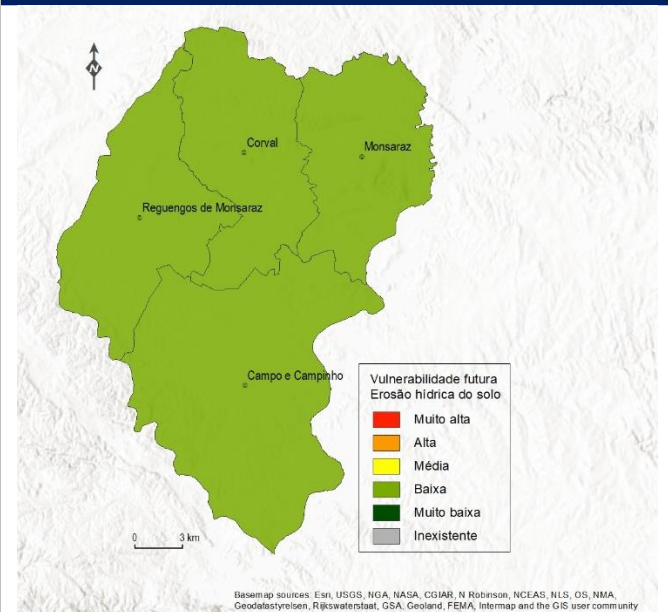 N
Corval
Monsaraz
Reguengos de Monsaraz
Campo e Campinho
Vulnerabilidade futura
Erosão hídrica do solo
Muito alta
Alta
Média
Baixa
Muito baixa
Inexistente
0 3 km
Basemap sources: Esri, USGS, NGA, NASA, CGIAR, N Robinson, NCEAS, NLS, OS, NMA,
Geodatastyrelsen, Rijkswaterstaat, GSA, Geoland, FEMA, Intermap and the GIS user community